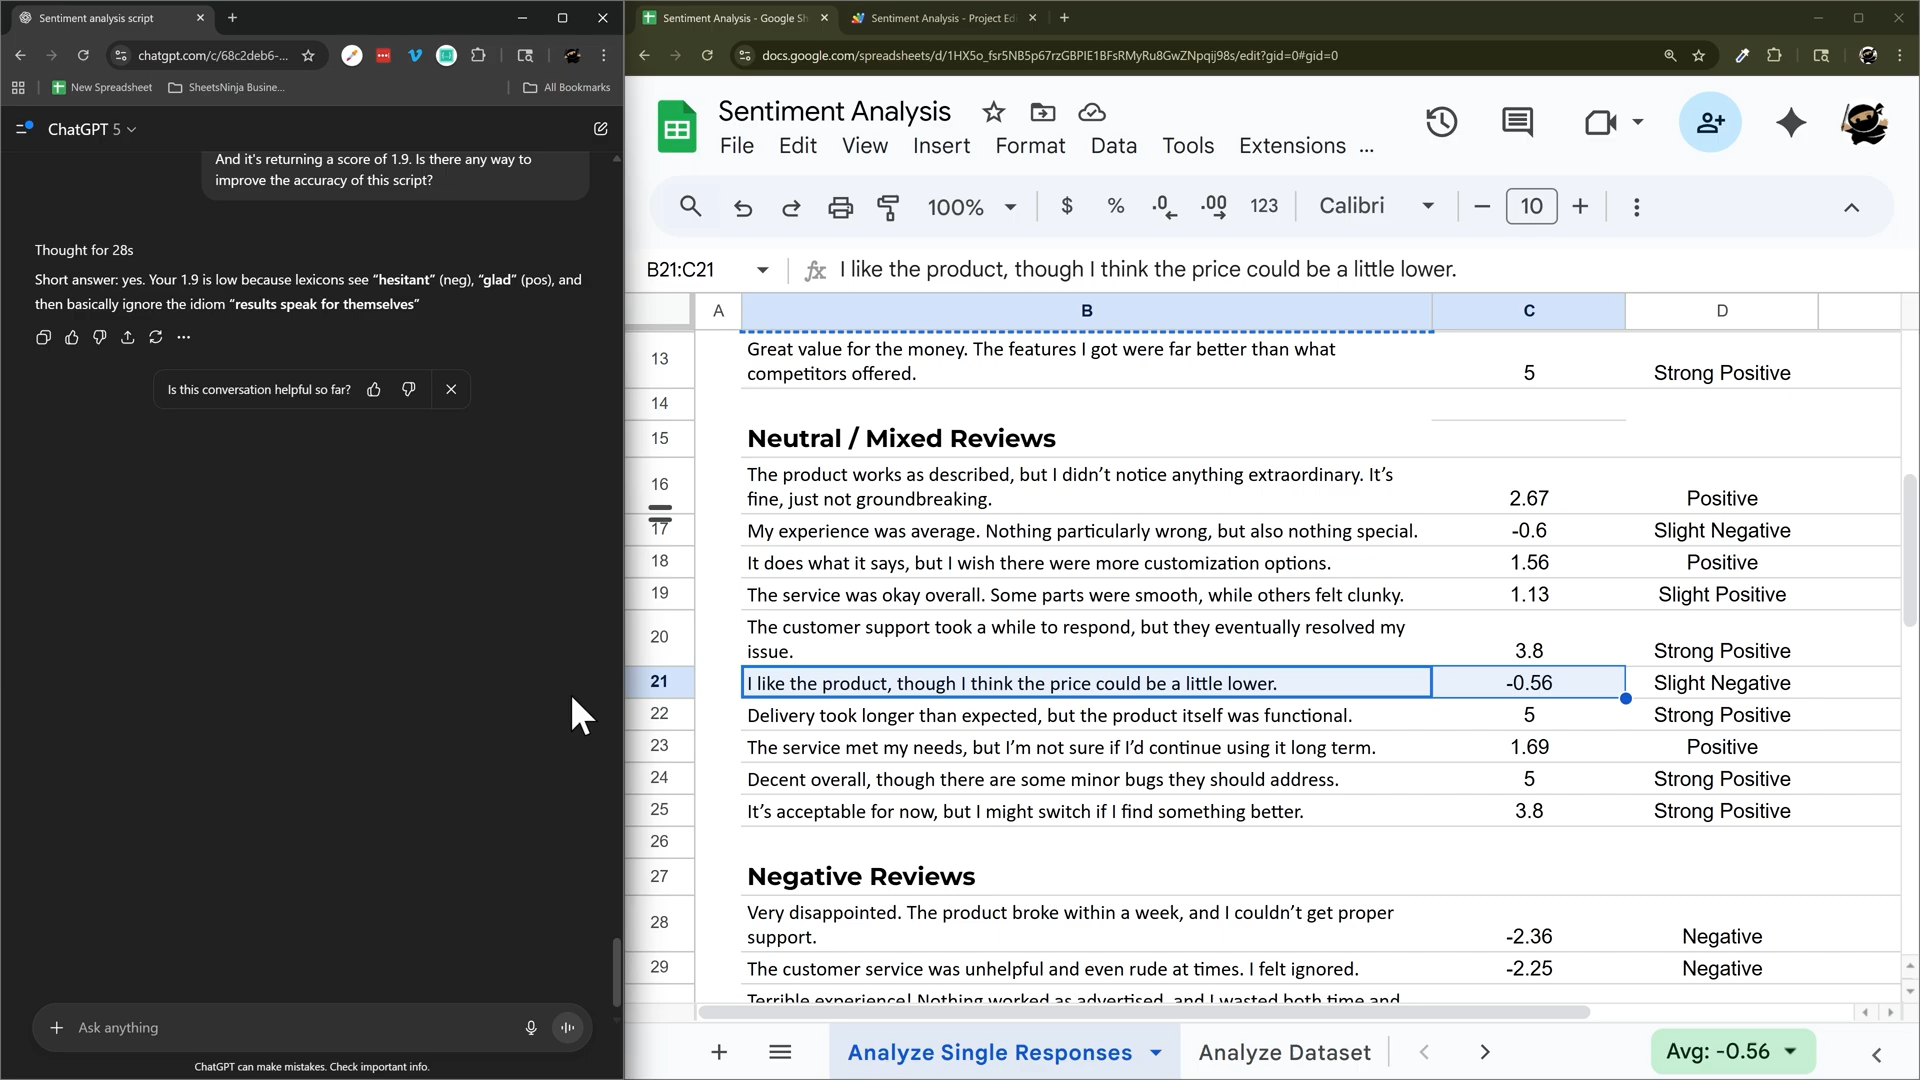 Sentiment analysis script
chatgpt.com/c/68c2deb6-...
New Spreadsheet
SheetsNinja Busine...
All Bookmarks
ChatGPT 5
And it's returning a score of 1.9. Is there any way to
improve the accuracy of this script?
Thought for 28s
Short answer: yes. Your 1.9 is low because lexicons see “hesitant” (neg), “glad” (pos), and
then basically ignore the idiom “results speak for themselves”
Is this conversation helpful so far?
Ask anything
ChatGPT can make mistakes. Check important info.
Sentiment Analysis - Google Sh
Sentiment Analysis - Project Edi
docs.google.com/spreadsheets/d/1HX5o_fsr5NB5p67rzGBPIE1BFsRMyRu8GwZNpqij98s/edit?gid=0#gid=0
Sentiment Analysis
File Edit View Insert Format Data Tools Extensions ...
100% $ % .0 .00 123 Calibri 10
B21:C21 fx I like the product, though I think the price could be a little lower.
A B C D
13 Great value for the money. The features I got were far better than what
competitors offered. 5 Strong Positive
14
15 Neutral / Mixed Reviews
16 The product works as described, but I didn’t notice anything extraordinary. It’s
fine, just not groundbreaking. 2.67 Positive
17 My experience was average. Nothing particularly wrong, but also nothing special. -0.6 Slight Negative
18 It does what it says, but I wish there were more customization options. 1.56 Positive
19 The service was okay overall. Some parts were smooth, while others felt clunky. 1.13 Slight Positive
20 The customer support took a while to respond, but they eventually resolved my
issue. 3.8 Strong Positive
21 I like the product, though I think the price could be a little lower. -0.56 Slight Negative
22 Delivery took longer than expected, but the product itself was functional. 5 Strong Positive
23 The service met my needs, but I’m not sure if I’d continue using it long term. 1.69 Positive
24 Decent overall, though there are some minor bugs they should address. 5 Strong Positive
25 It’s acceptable for now, but I might switch if I find something better. 3.8 Strong Positive
26
27 Negative Reviews
28 Very disappointed. The product broke within a week, and I couldn’t get proper
support. -2.36 Negative
29 The customer service was unhelpful and even rude at times. I felt ignored. -2.25 Negative
Terrible experience! Nothing worked as advertised, and I wasted both time and
Analyze Single Responses Analyze Dataset Avg: -0.56